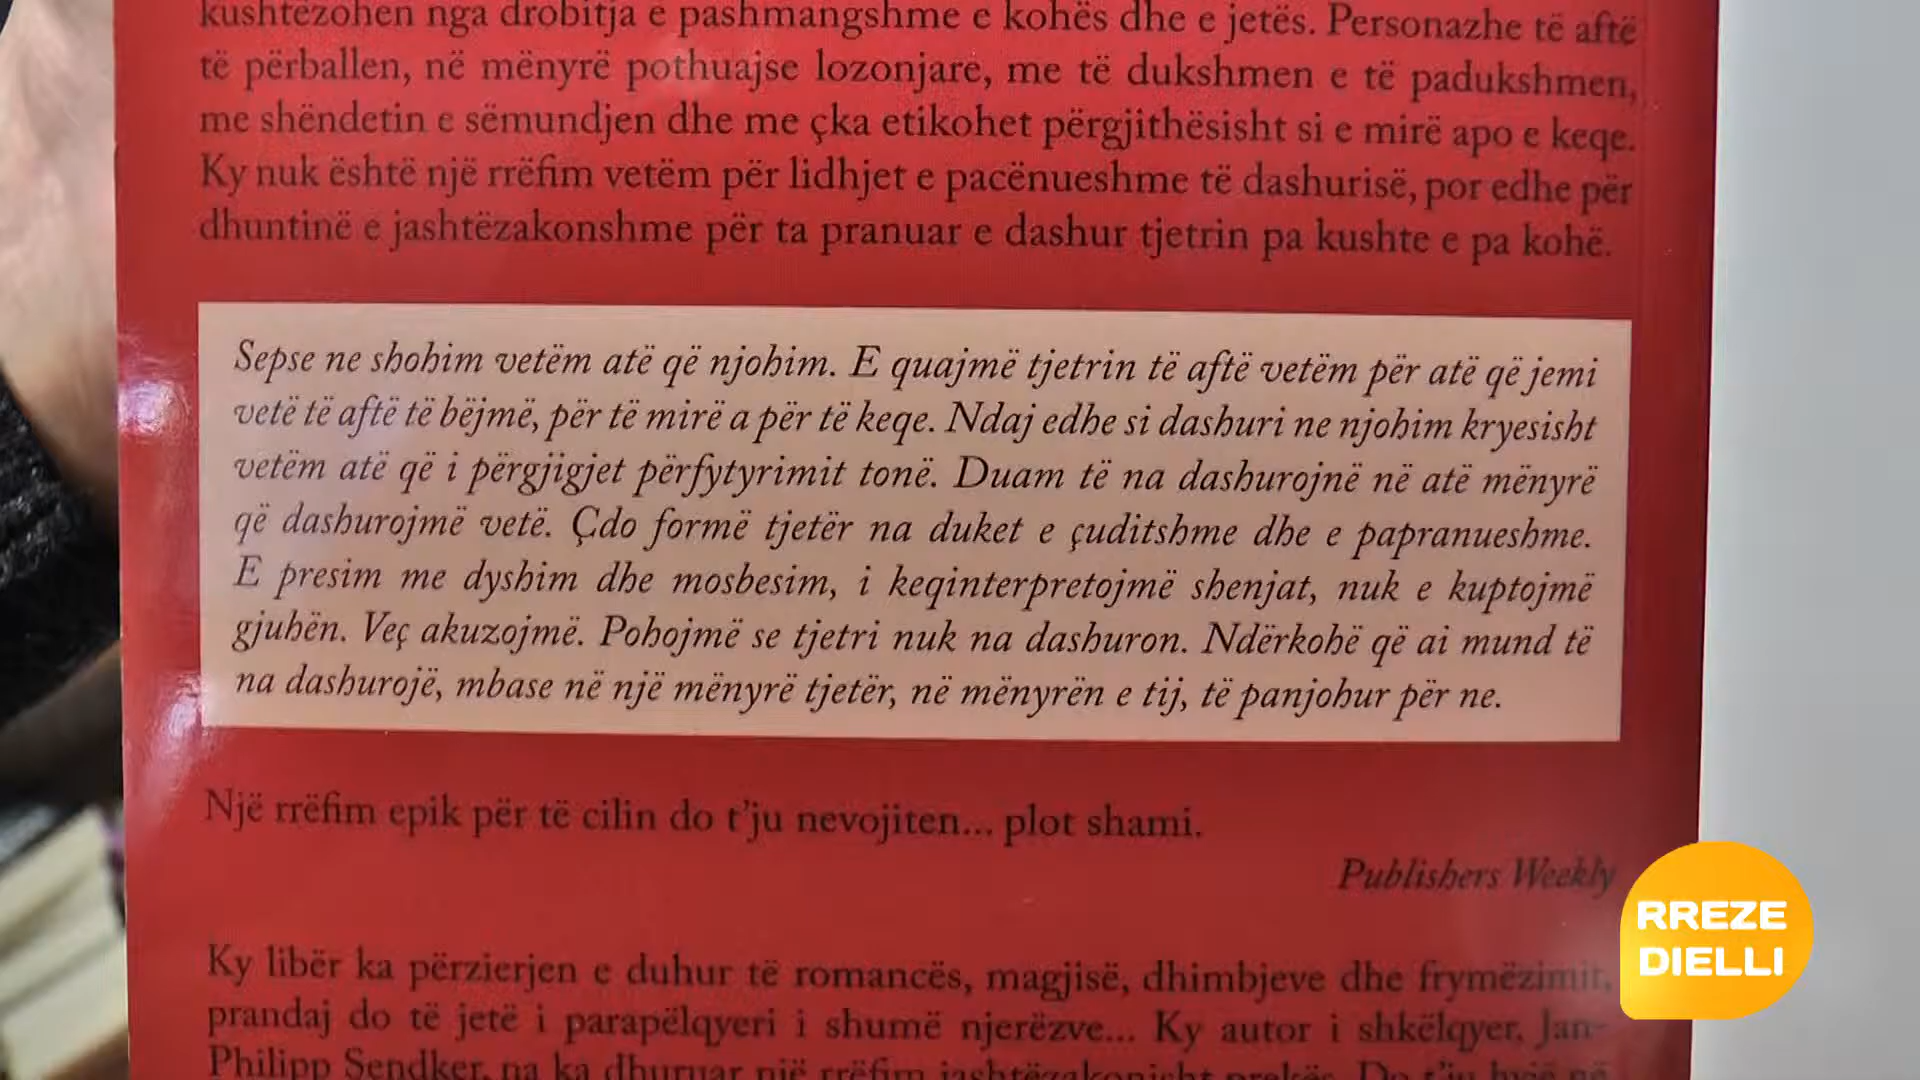 kushtëzohen nga drobitja e pashmangshme e kohës dhe e jetës. Personazhe të aftë
të përballen, në mënyrë pothuajse lozonjare, me të dukshmen e të padukshmen,
me shëndetin e sëmundjen dhe me çka etikohet përgjithësisht si e mirë apo e keqe.
Ky nuk është një rrëfim vetëm për lidhjet e pacënueshme të dashurisë, por edhe për
dhuntinë e jashtëzakonshme për ta pranuar e dashur tjetrin pa kushte e pa kohë.
Sepse ne shohim vetëm atë që njohim. E quajmë tjetrin të aftë vetëm për atë që jemi
vetë të aftë të bëjmë, për të mirë a për të keqe. Ndaj edhe si dashuri ne njohim kryesisht
vetëm atë që i përgjigjet përfytyrimit tonë. Duam të na dashurojnë në atë mënyrë
që dashurojmë vetë. Çdo formë tjetër na duket e çuditshme dhe e papranueshme.
E presim me dyshim dhe mosbesim, i keqinterpretojmë shenjat, nuk e kuptojmë
gjuhën. Veç akuzojmë. Pohojmë se tjetri nuk na dashuron. Ndërkohë që ai mund të
na dashurojë, mbase në një mënyrë tjetër, në mënyrën e tij, të panjohur për ne.
Një rrëfim epik për të cilin do t'ju nevojiten... plot shami.
Publishers Weekly
Ky libër ka përzierjen e duhur të romancës, magjisë, dhimbjeve dhe frymëzimit,
prandaj do të jetë i parapëlqyeri i shumë njerëzve... Ky autor i shkëlqyer, Jan-
Philipp Sendker, na ka dhuruar një rrëfim jashtëzakonisht prekës. Do t'ju hyjë në
RREZE
DIELLI